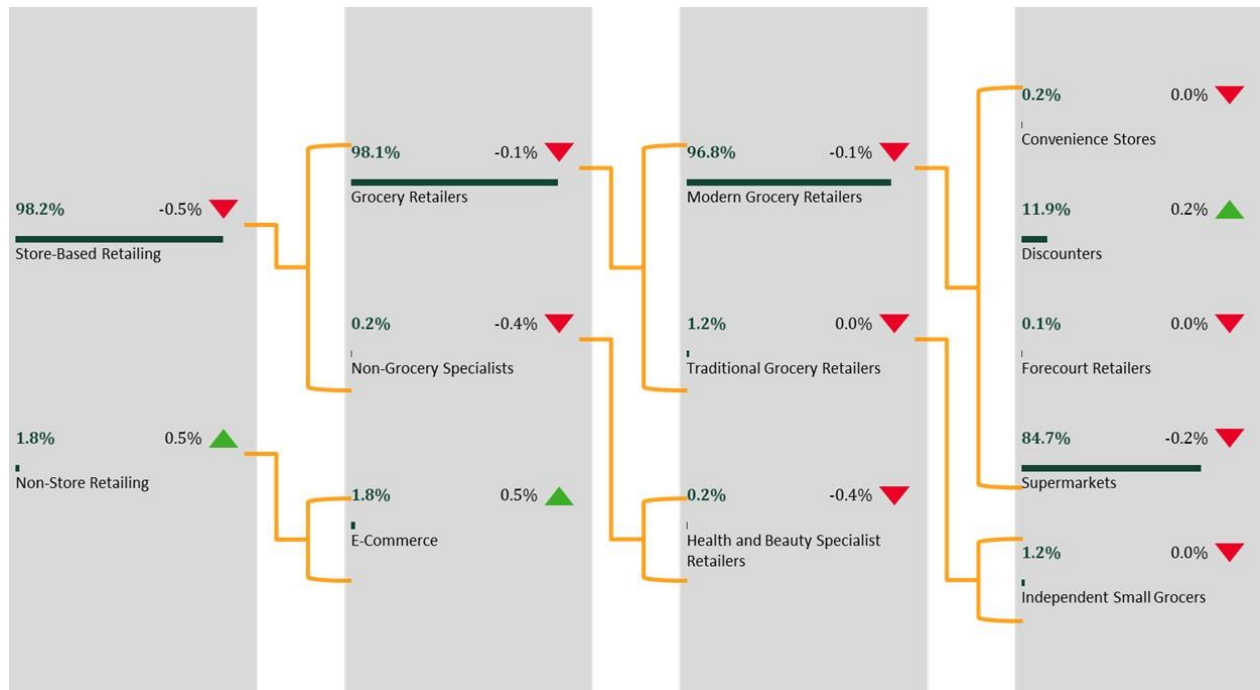 98.2% -0.5%
Store-Based Retailing
1.8% 0.5%
Non-Store Retailing
98.1% -0.1%
Grocery Retailers
0.2% -0.4%
Non-Grocery Specialists
1.8% 0.5%
E-Commerce
96.8% -0.1%
Modern Grocery Retailers
1.2% 0.0%
Traditional Grocery Retailers
0.2% -0.4%
Health and Beauty Specialist
Retailers
0.2% 0.0%
Convenience Stores
11.9% 0.2%
Discounters
0.1% 0.0%
Forecourt Retailers
84.7% -0.2%
Supermarkets
1.2% 0.0%
Independent Small Grocers